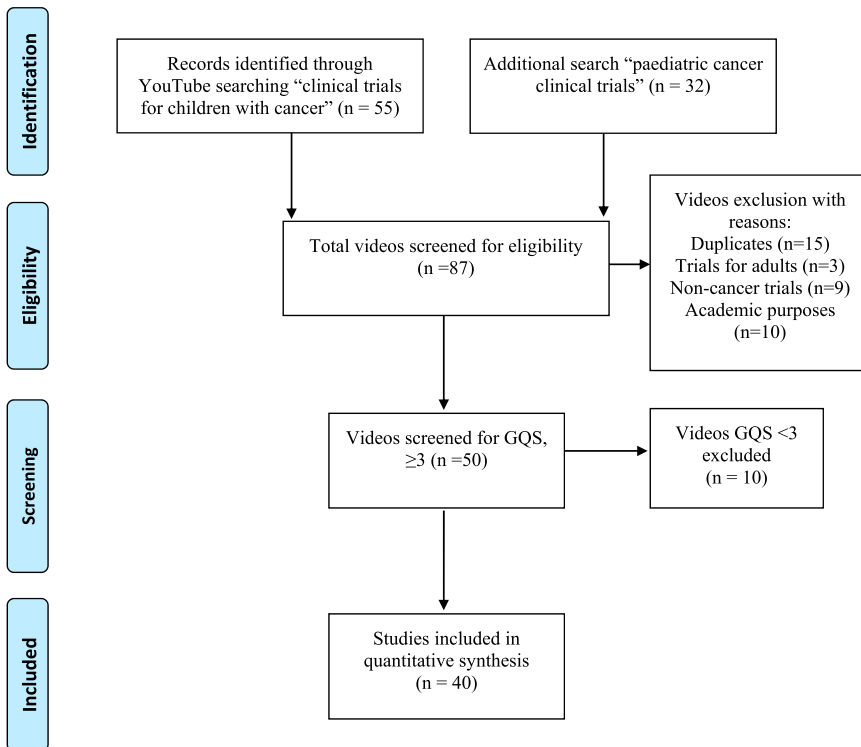 Identification
Records identified through
YouTube searching “clinical trials
for children with cancer” (n = 55)
Additional search “paediatric cancer
clinical trials” (n = 32)
Eligibility
Total videos screened for eligibility
(n =87)
Videos exclusion with
reasons:
Duplicates (n=15)
Trials for adults (n=3)
Non-cancer trials (n=9)
Academic purposes
(n=10)
Screening
Videos screened for GQS,
≥3 (n =50)
Videos GQS <3
excluded
(n = 10)
Included
Studies included in
quantitative synthesis
(n = 40)